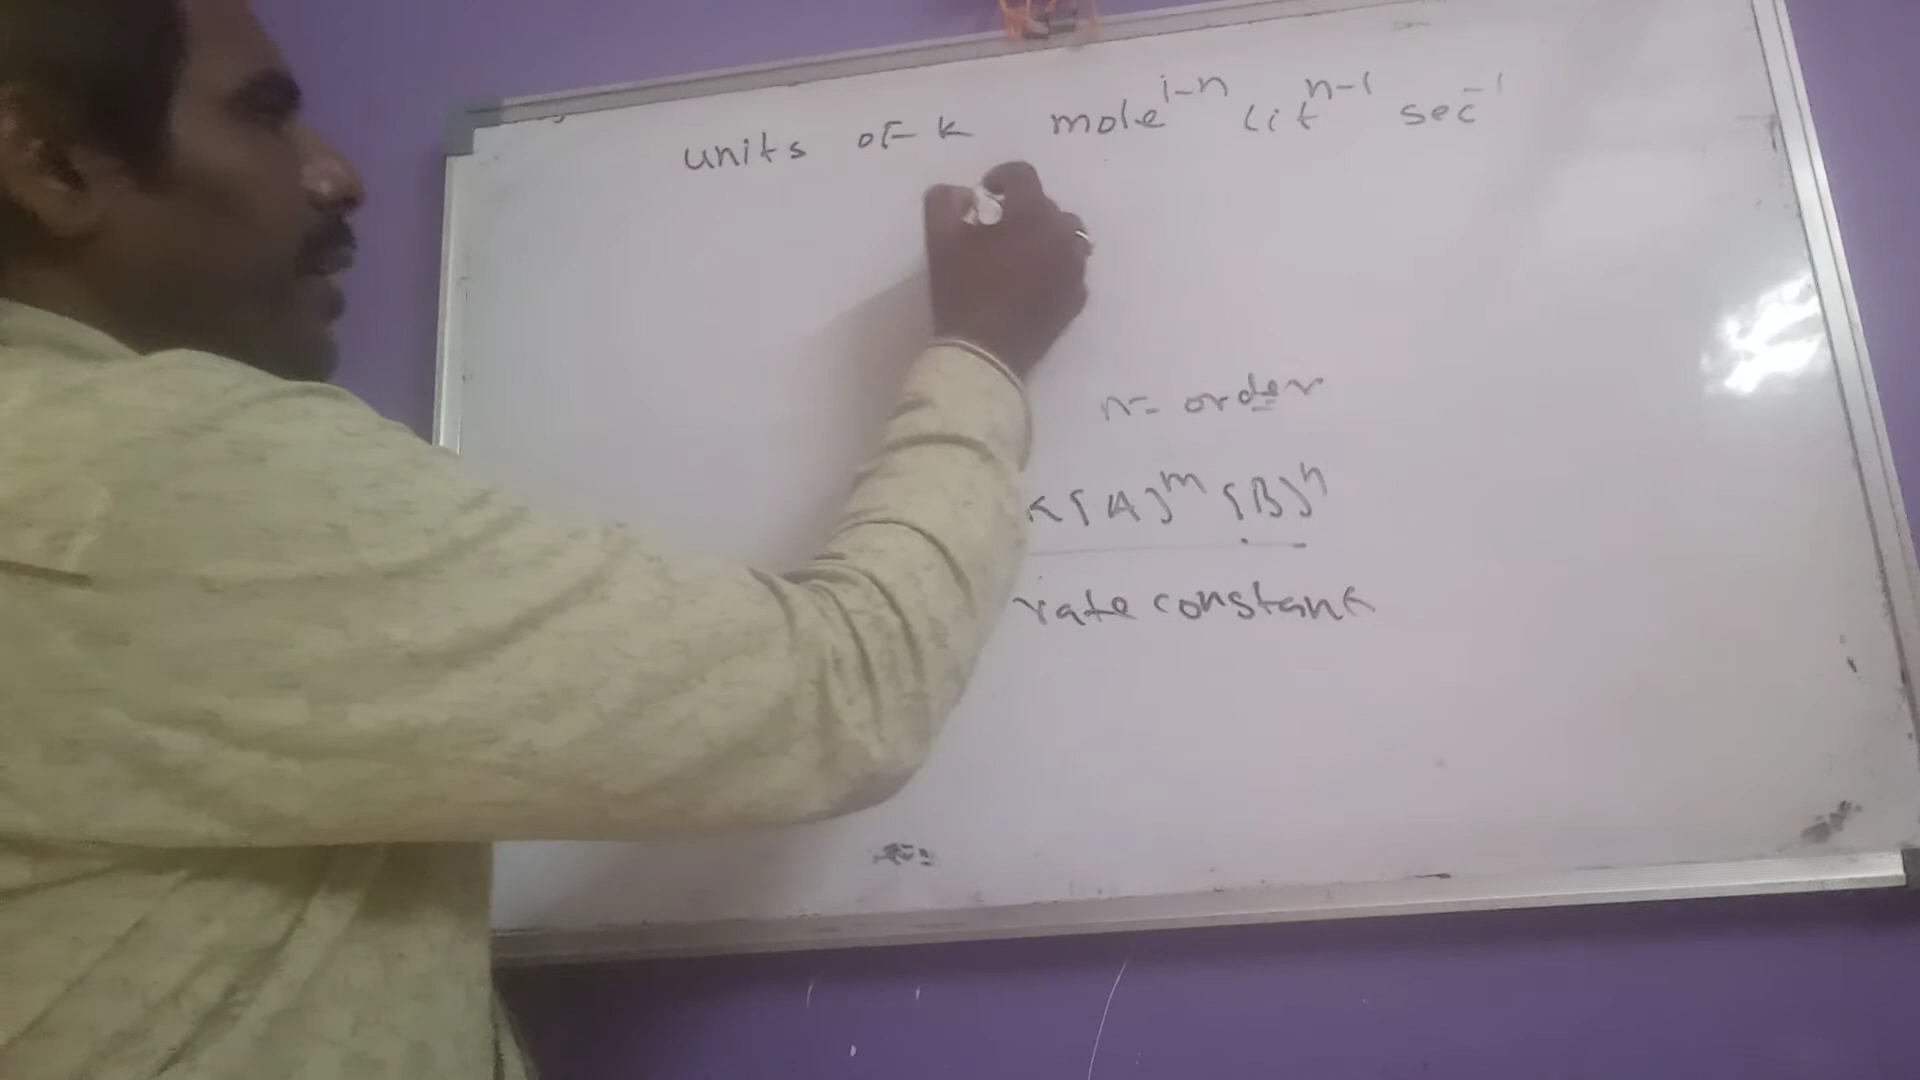 units of k mole^1-n lit^n-1 sec^-1
n= order
K[A]^m [B]^n
rate constant